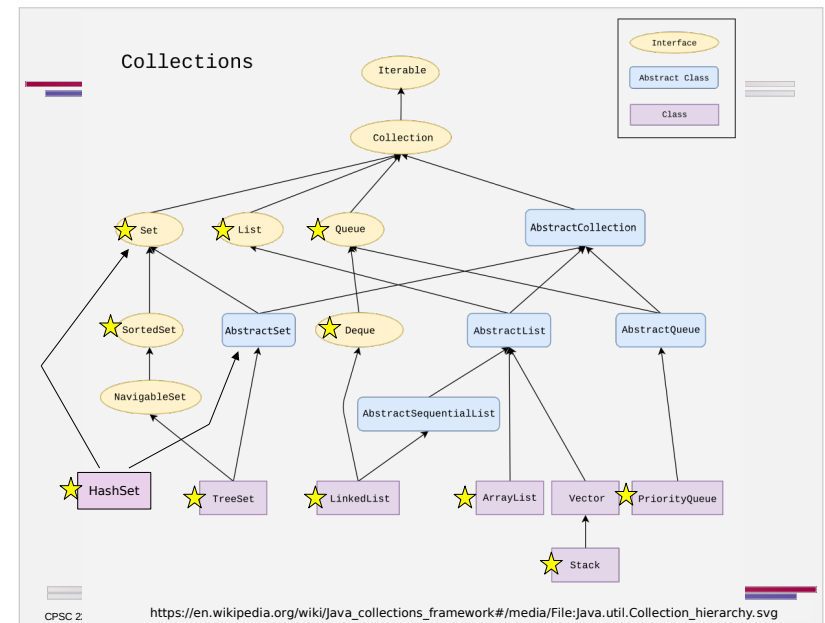 Collections
Interface
Abstract Class
Class
Iterable
Collection
Set
List
Queue
AbstractCollection
SortedSet
AbstractSet
Deque
AbstractList
AbstractQueue
NavigableSet
AbstractSequentialList
HashSet
TreeSet
LinkedList
ArrayList
Vector
PriorityQueue
Stack
CPSC
https://en.wikipedia.org/wiki/Java_collections_framework#/media/File:Java.util.Collection_hierarchy.svg